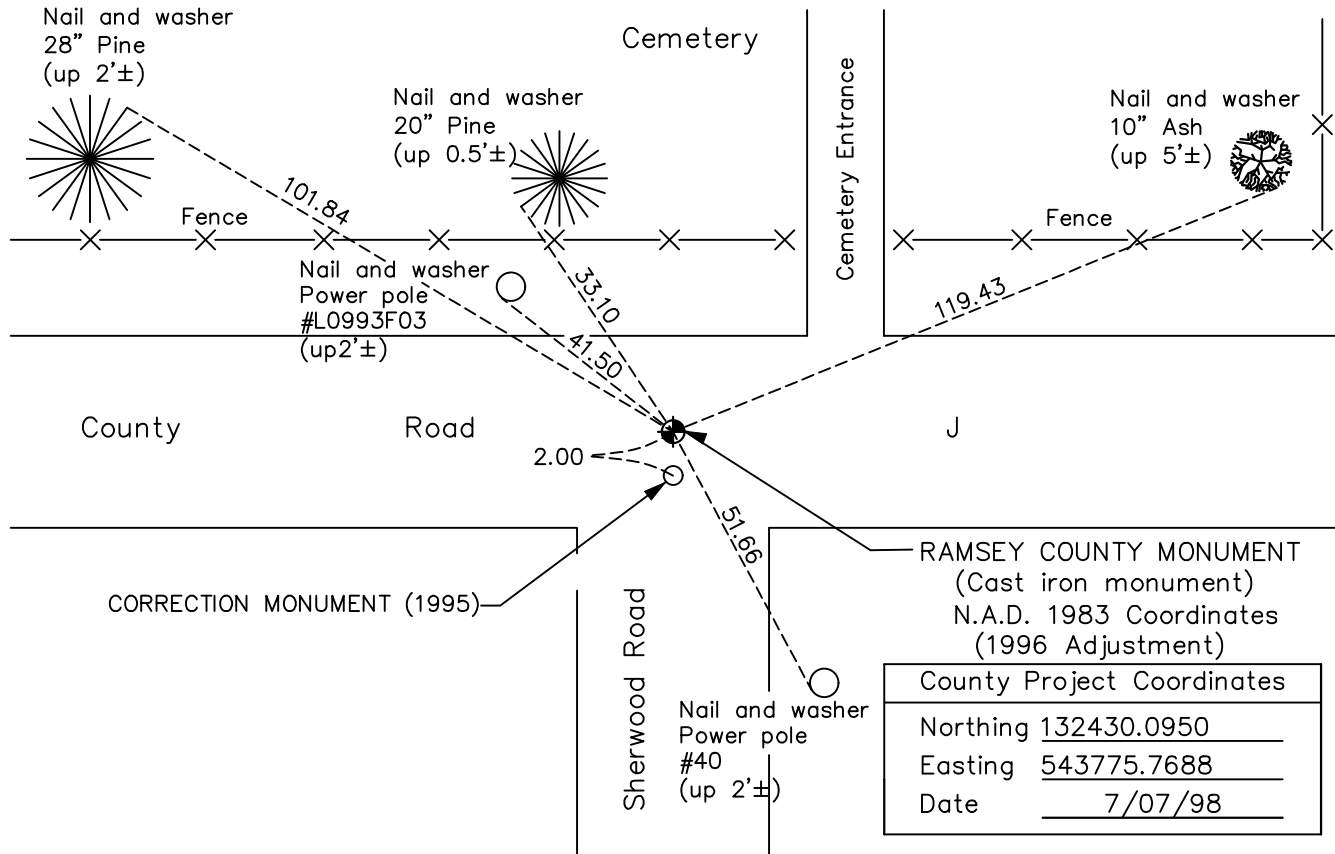 Nail and washer
28" Pine
(up 2'±)
Cemetery
Nail and washer
20" Pine
(up 0.5'±)
Cemetery Entrance
Nail and washer
10" Ash
(up 5'±)
101.84
Fence
Fence
Nail and washer
Power pole
#L0993F03
(up2'±)
33.10
41.50
119.43
County Road J
2.00
51.66
CORRECTION MONUMENT (1995)
Sherwood Road
Nail and washer
Power pole
#40
(up 2'±)
RAMSEY COUNTY MONUMENT
(Cast iron monument)
N.A.D. 1983 Coordinates
(1996 Adjustment)
County Project Coordinates
Northing 132430.0950
Easting 543775.7688
Date 7/07/98